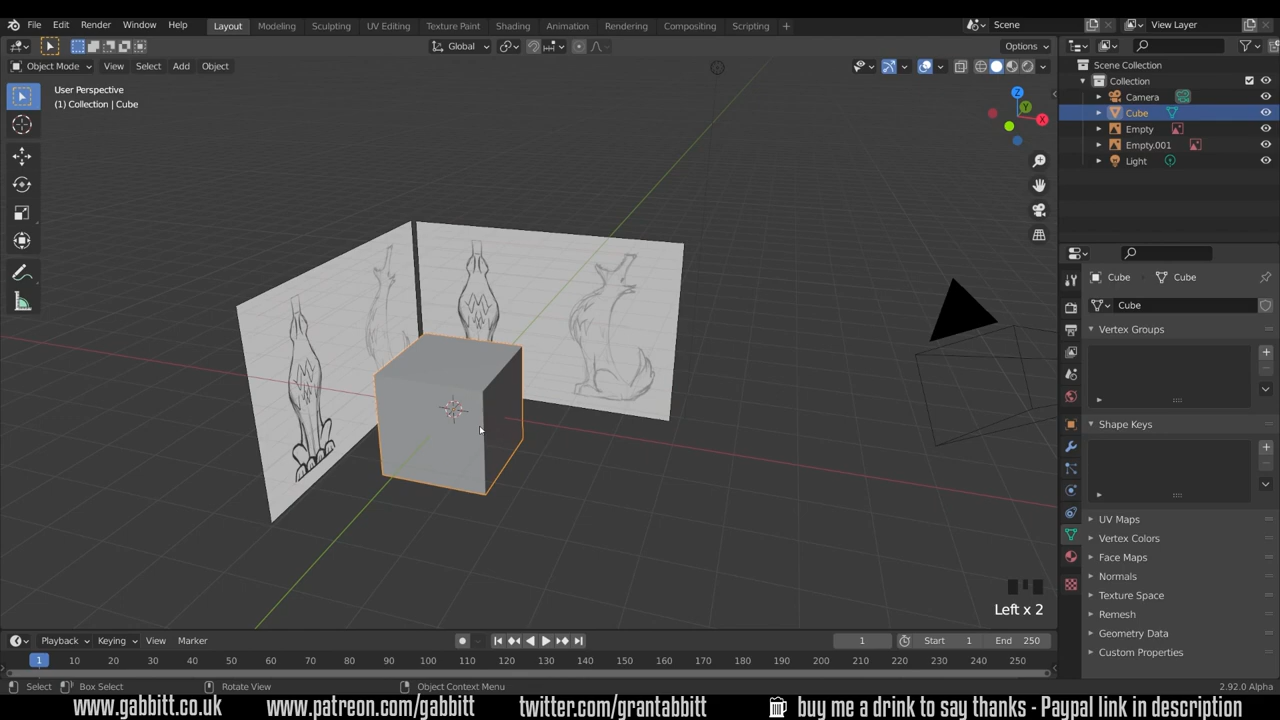 File Edit Render Window Help Layout Modeling Sculpting UV Editing Texture Paint Shading Animation Rendering Compositing Scripting + Scene View Layer
Global Options
Object Mode View Select Add Object
User Perspective
(1) Collection | Cube
Z
Y
X
Scene Collection
Collection
Camera
Cube
Empty
Empty.001
Light
Cube Cube
Cube
Vertex Groups
Shape Keys
UV Maps
Vertex Colors
Face Maps
Normals
Texture Space
Remesh
Geometry Data
Custom Properties
Left x 2
Playback Keying View Marker 1 Start 1 End 250
1 10 20 30 40 50 60 70 80 90 100 110 120 130 140 150 160 170 180 190 200 210 220 230 240 250
Select Box Select Rotate View Object Context Menu 2.92.0 Alpha
www.gabbitt.co.uk www.patreon.com/gabbitt twitter.com/grantabbitt buy me a drink to say thanks - Paypal link in description